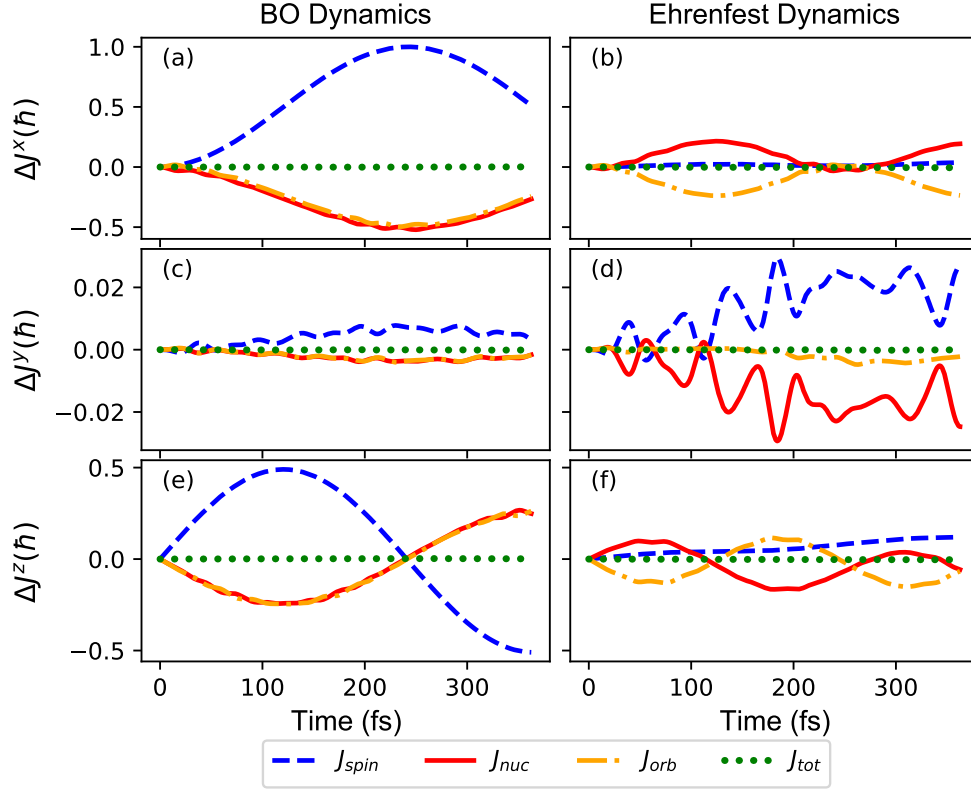 BO Dynamics
Ehrenfest Dynamics
ΔJ^x(ħ)
1.0
0.5
0.0
−0.5
(a)
(b)
ΔJ^y(ħ)
0.02
0.00
−0.02
(c)
(d)
ΔJ^z(ħ)
0.5
0.0
−0.5
(e)
(f)
0 100 200 300
0 100 200 300
Time (fs)
Time (fs)
J_spin J_nuc J_orb J_tot